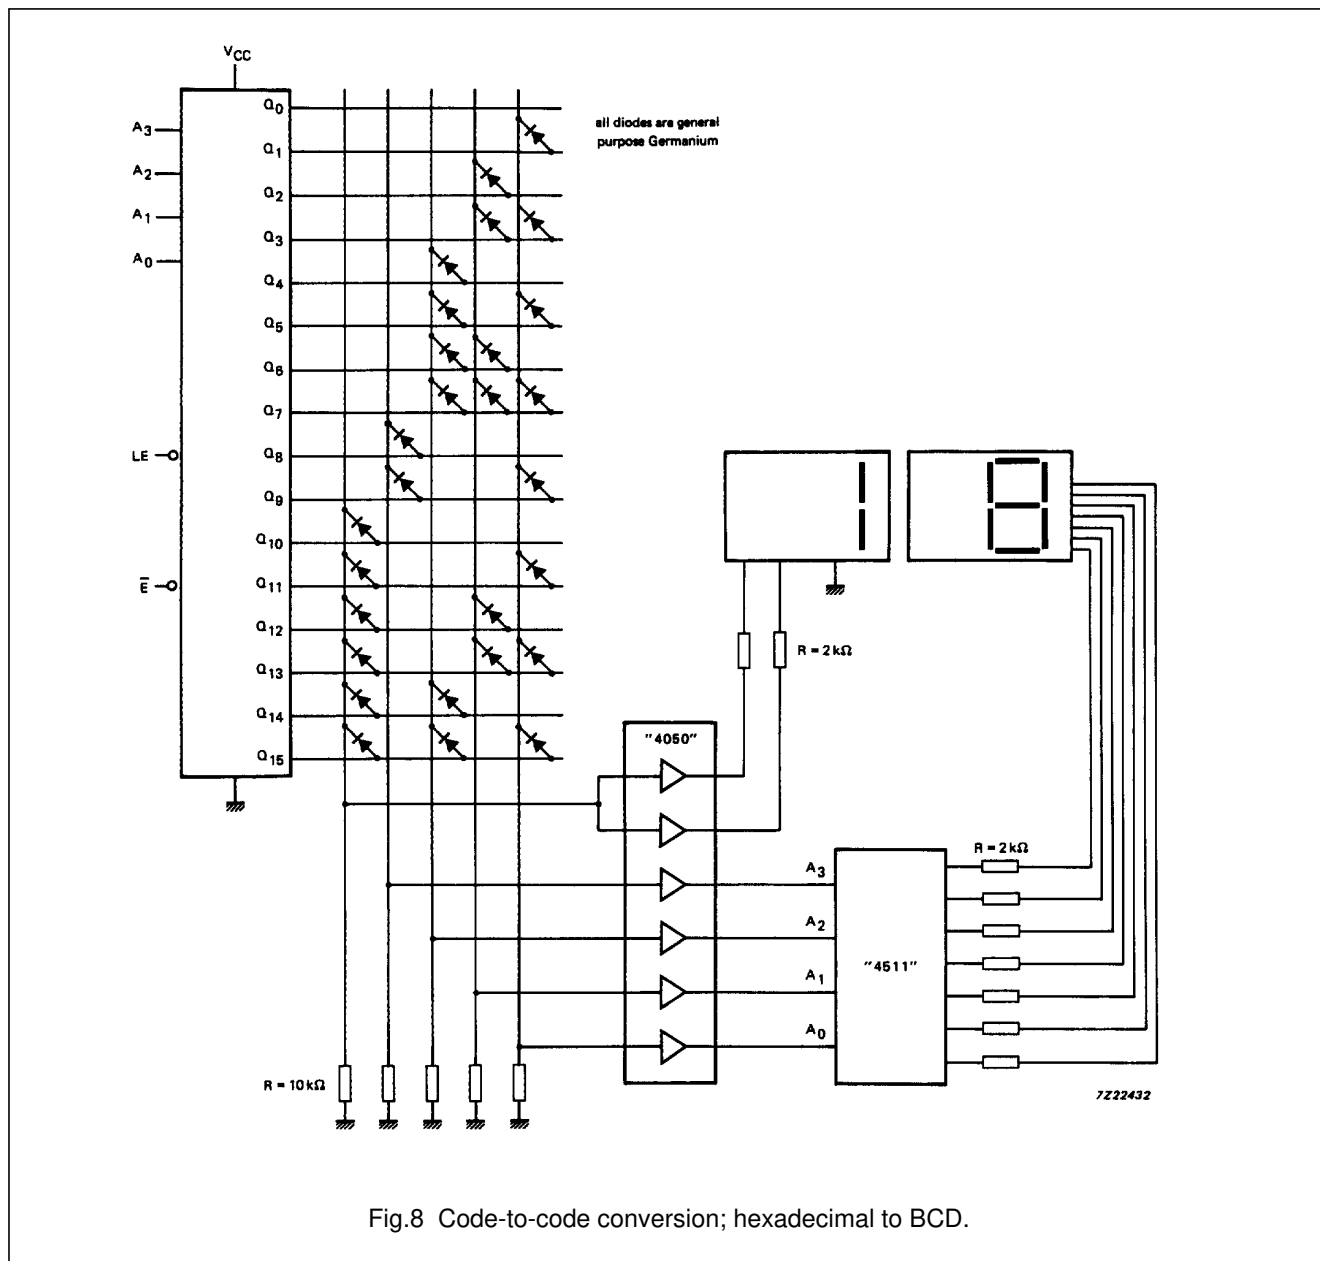 VCC
A3
A2
A1
A0
LE
E̅
Q0
Q1
Q2
Q3
Q4
Q5
Q6
Q7
Q8
Q9
Q10
Q11
Q12
Q13
Q14
Q15
all diodes are general
purpose Germanium
R = 2 kΩ
"4050"
A3
A2
A1
A0
"4511"
R = 2 kΩ
R = 10 kΩ
7Z22432
Fig.8 Code-to-code conversion; hexadecimal to BCD.